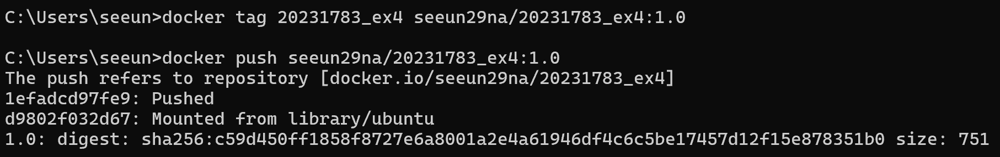 C:\Users\seeun>docker tag 20231783_ex4 seeun29na/20231783_ex4:1.0
C:\Users\seeun>docker push seeun29na/20231783_ex4:1.0
The push refers to repository [docker.io/seeun29na/20231783_ex4]
1efadcd97fe9: Pushed
d9802f032d67: Mounted from library/ubuntu
1.0: digest: sha256:c59d450ff1858f8727e6a8001a2e4a61946df4c6c5be17457d12f15e878351b0 size: 751